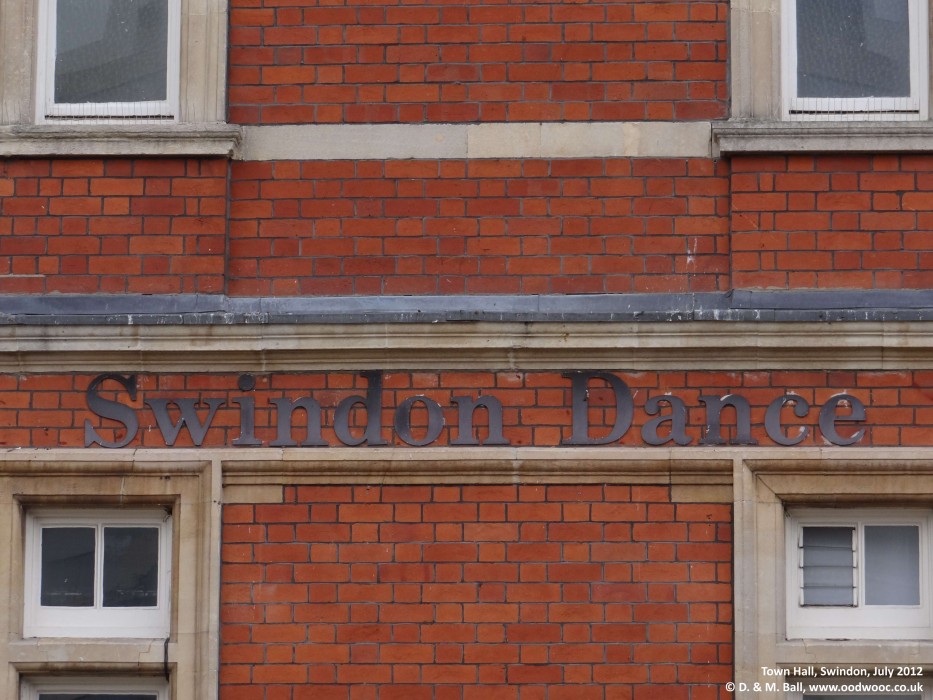 Swindon Dance
Town Hall, Swindon, July 2012
© D. & M. Ball, www.oodwooc.co.uk